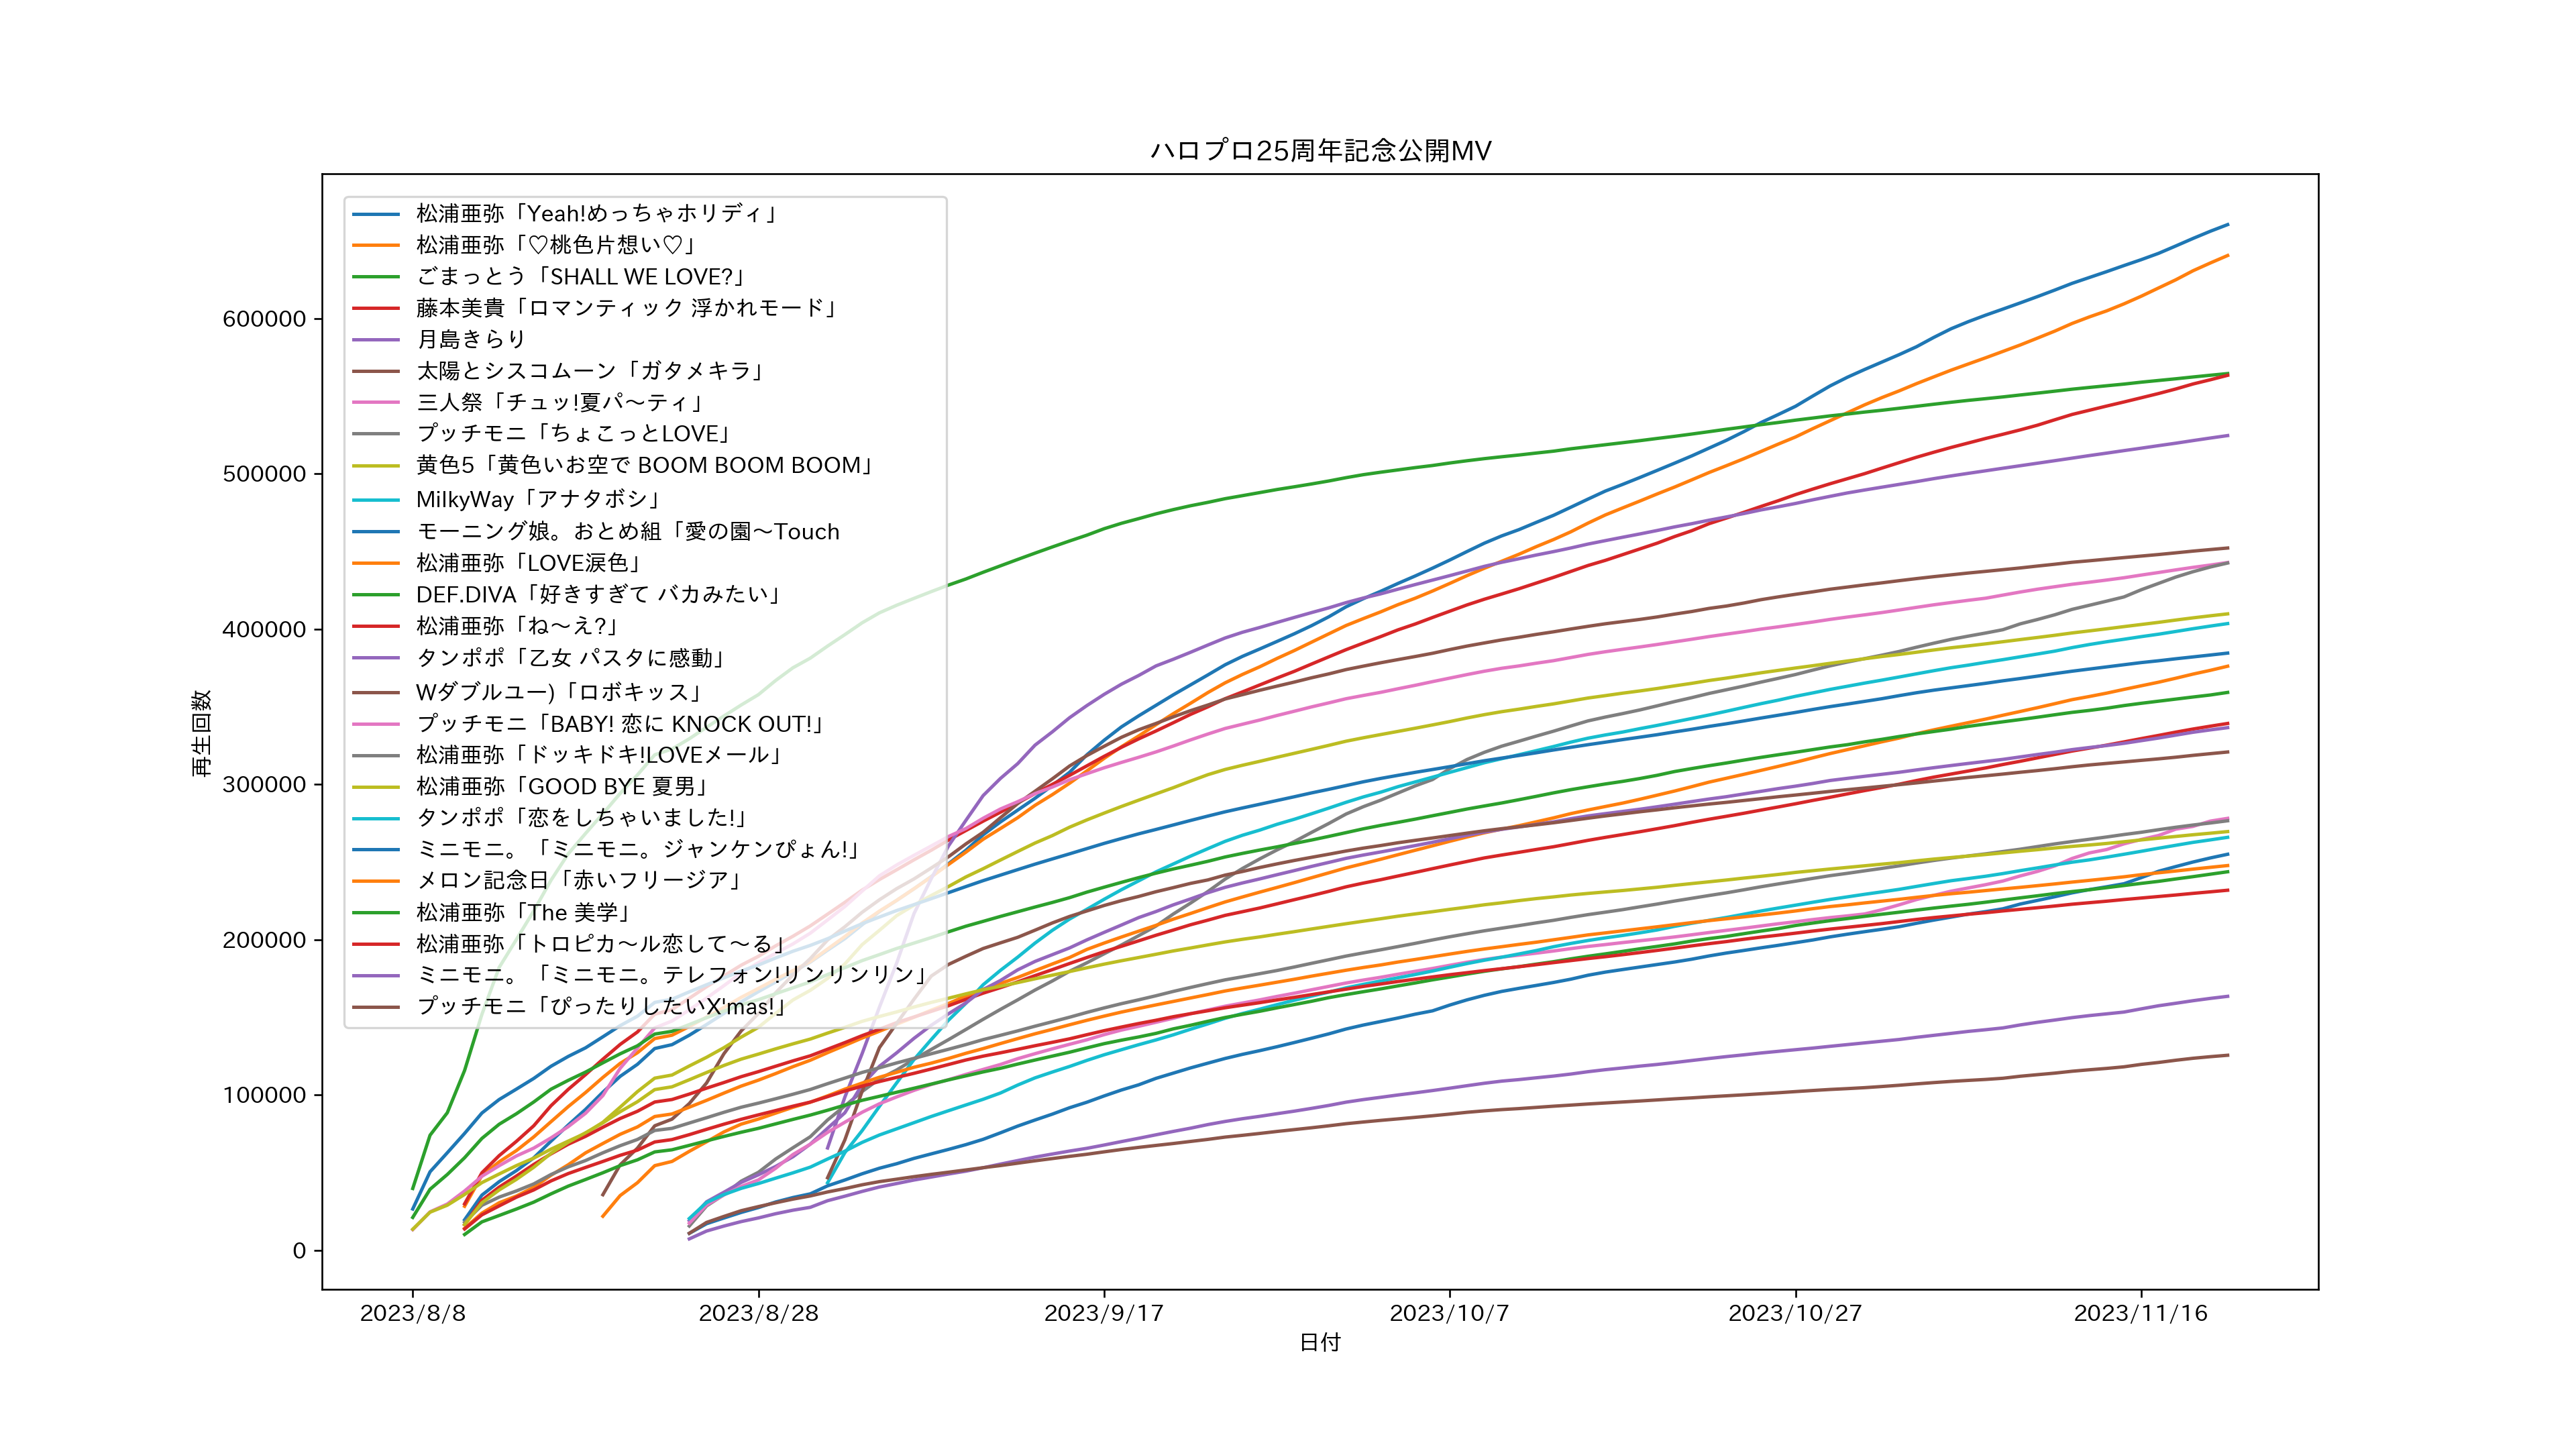 ハロプロ25周年記念公開MV
松浦亜弥「Yeah!めっちゃホリディ」
松浦亜弥「♡桃色片想い♡」
ごまっとう「SHALL WE LOVE?」
藤本美貴「ロマンティック 浮かれモード」
月島きらり
太陽とシスコムーン「ガタメキラ」
三人祭「チュッ!夏パ〜ティ」
プッチモニ「ちょこっとLOVE」
黄色5「黄色いお空で BOOM BOOM BOOM」
MilkyWay「アナタボシ」
モーニング娘。おとめ組「愛の園〜Touch
松浦亜弥「LOVE涙色」
DEF.DIVA「好きすぎて バカみたい」
松浦亜弥「ね〜え?」
タンポポ「乙女 パスタに感動」
Wダブルユー)「ロボキッス」
プッチモニ「BABY! 恋に KNOCK OUT!」
松浦亜弥「ドッキドキ!LOVEメール」
松浦亜弥「GOOD BYE 夏男」
タンポポ「恋をしちゃいました!」
ミニモニ。「ミニモニ。ジャンケンぴょん!」
メロン記念日「赤いフリージア」
松浦亜弥「The 美学」
松浦亜弥「トロピカ〜ル恋して〜る」
ミニモニ。「ミニモニ。テレフォン!リンリンリン」
プッチモニ「ぴったりしたいX'mas!」
600000
500000
400000
300000
200000
100000
0
再生回数
2023/8/8
2023/8/28
2023/9/17
2023/10/7
2023/10/27
2023/11/16
日付